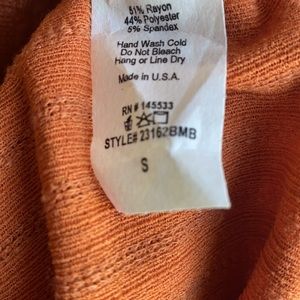 51% Rayon
44% Polyester
5% Spandex
Hand Wash Cold
Do Not Bleach
Hang or Line Dry
Made in U.S.A.
RN # 145533
STYLE# 23162BMB
S